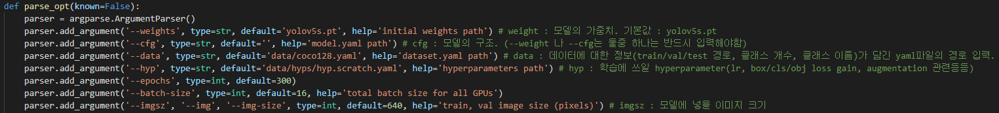 def parse_opt(known=False):
    parser = argparse.ArgumentParser()
    parser.add_argument('--weights', type=str, default='yolov5s.pt', help='initial weights path') # weight : 모델의 가중치. 기본값 : yolov5s.pt
    parser.add_argument('--cfg', type=str, default='', help='model.yaml path') # cfg : 모델의 구조. (--weight 나 --cfg는 둘중 하나는 반드시 입력해야함)
    parser.add_argument('--data', type=str, default='data/coco128.yaml', help='dataset.yaml path') # data : 데이터에 대한 정보(train/val/test 경로, 클래스 개수, 클래스 이름)가 담긴 yaml파일의 경로 입력.
    parser.add_argument('--hyp', type=str, default='data/hyps/hyp.scratch.yaml', help='hyperparameters path') # hyp : 학습에 쓰일 hyperparameter(lr, box/cls/obj loss gain, augmentation 관련등등)
    parser.add_argument('--epochs', type=int, default=300)
    parser.add_argument('--batch-size', type=int, default=16, help='total batch size for all GPUs')
    parser.add_argument('--imgsz', '--img', '--img-size', type=int, default=640, help='train, val image size (pixels)') # imgsz : 모델에 넣을 이미지 크기